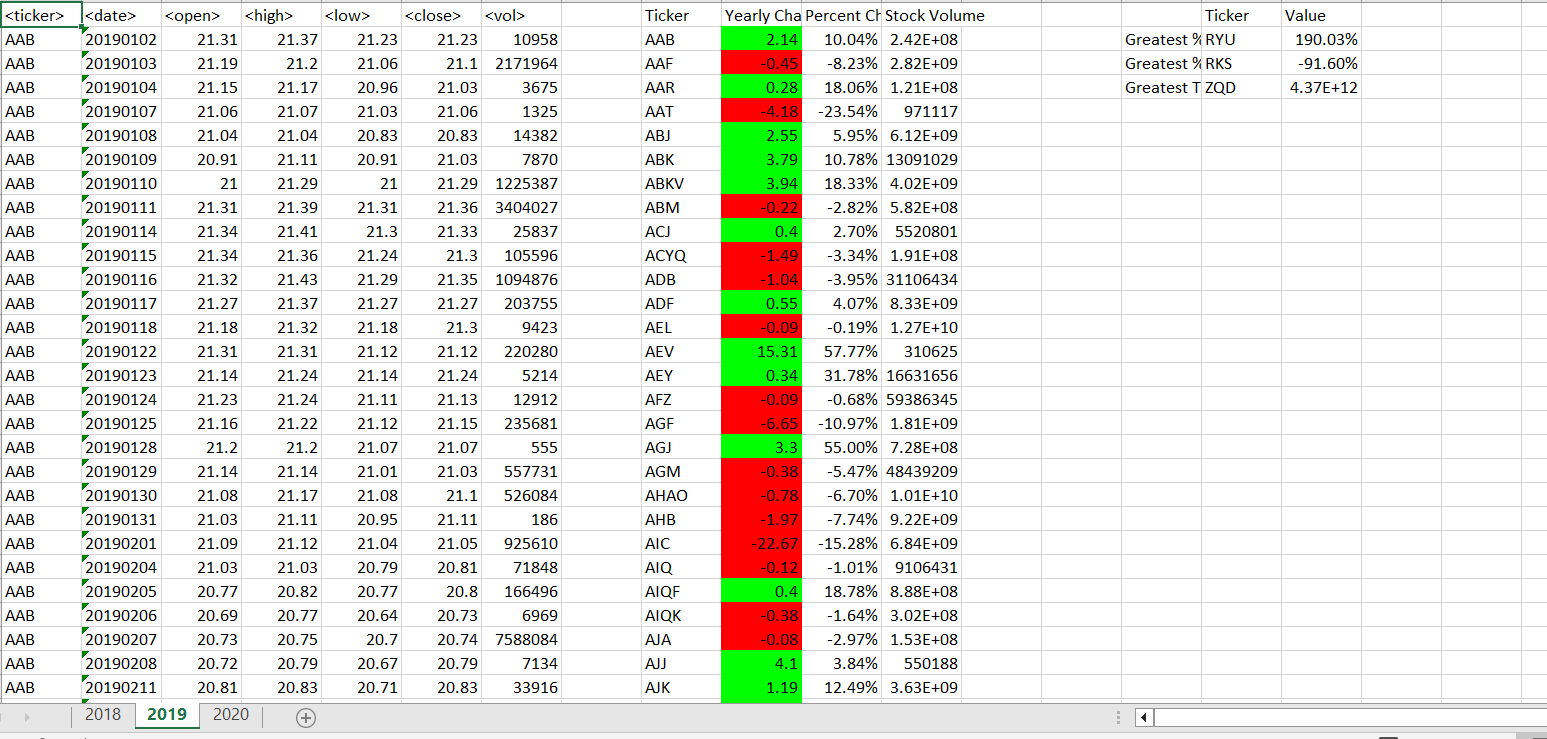 <ticker> <date> <open> <high> <low> <close> <vol> Ticker Yearly Cha Percent Ch Stock Volume Ticker Value
AAB 20190102 21.31 21.37 21.23 21.23 10958 AAB 2.14 10.04% 2.42E+08 Greatest % RYU 190.03%
AAB 20190103 21.19 21.2 21.06 21.1 2171964 AAF -0.45 -8.23% 2.82E+09 Greatest % RKS -91.60%
AAB 20190104 21.15 21.17 20.96 21.03 3675 AAR 0.28 18.06% 1.21E+08 Greatest T ZQD 4.37E+12
AAB 20190107 21.06 21.07 21.03 21.06 1325 AAT -4.18 -23.54% 971117
AAB 20190108 21.04 21.04 20.83 20.83 14382 ABJ 2.55 5.95% 6.12E+09
AAB 20190109 20.91 21.11 20.91 21.03 7870 ABK 3.79 10.78% 13091029
AAB 20190110 21 21.29 21 21.29 1225387 ABKV 3.94 18.33% 4.02E+09
AAB 20190111 21.31 21.39 21.31 21.36 3404027 ABM -0.22 -2.82% 5.82E+08
AAB 20190114 21.34 21.41 21.3 21.33 25837 ACJ 0.4 2.70% 5520801
AAB 20190115 21.34 21.36 21.24 21.3 105596 ACYQ -1.49 -3.34% 1.91E+08
AAB 20190116 21.32 21.43 21.29 21.35 1094876 ADB -1.04 -3.95% 31106434
AAB 20190117 21.27 21.37 21.27 21.27 203755 ADF 0.55 4.07% 8.33E+09
AAB 20190118 21.18 21.32 21.18 21.3 9423 AEL -0.09 -0.19% 1.27E+10
AAB 20190122 21.31 21.31 21.12 21.12 220280 AEV 15.31 57.77% 310625
AAB 20190123 21.14 21.24 21.14 21.24 5214 AEY 0.34 31.78% 16631656
AAB 20190124 21.23 21.24 21.11 21.13 12912 AFZ -0.09 -0.68% 59386345
AAB 20190125 21.16 21.22 21.12 21.15 235681 AGF -6.65 -10.97% 1.81E+09
AAB 20190128 21.2 21.2 21.07 21.07 555 AGJ 3.3 55.00% 7.28E+08
AAB 20190129 21.14 21.14 21.01 21.03 557731 AGM -0.38 -5.47% 48439209
AAB 20190130 21.08 21.17 21.08 21.1 526084 AHAO -0.78 -6.70% 1.01E+10
AAB 20190131 21.03 21.11 20.95 21.11 186 AHB -1.97 -7.74% 9.22E+09
AAB 20190201 21.09 21.12 21.04 21.05 925610 AIC -22.67 -15.28% 6.84E+09
AAB 20190204 21.03 21.03 20.79 20.81 71848 AIQ -0.12 -1.01% 9106431
AAB 20190205 20.77 20.82 20.77 20.8 166496 AIQF 0.4 18.78% 8.88E+08
AAB 20190206 20.69 20.77 20.64 20.73 6969 AIQK -0.38 -1.64% 3.02E+08
AAB 20190207 20.73 20.75 20.7 20.74 7588084 AJA -0.08 -2.97% 1.53E+08
AAB 20190208 20.72 20.79 20.67 20.79 7134 AJJ 4.1 3.84% 550188
AAB 20190211 20.81 20.83 20.71 20.83 33916 AJK 1.19 12.49% 3.63E+09
2018 2019 2020